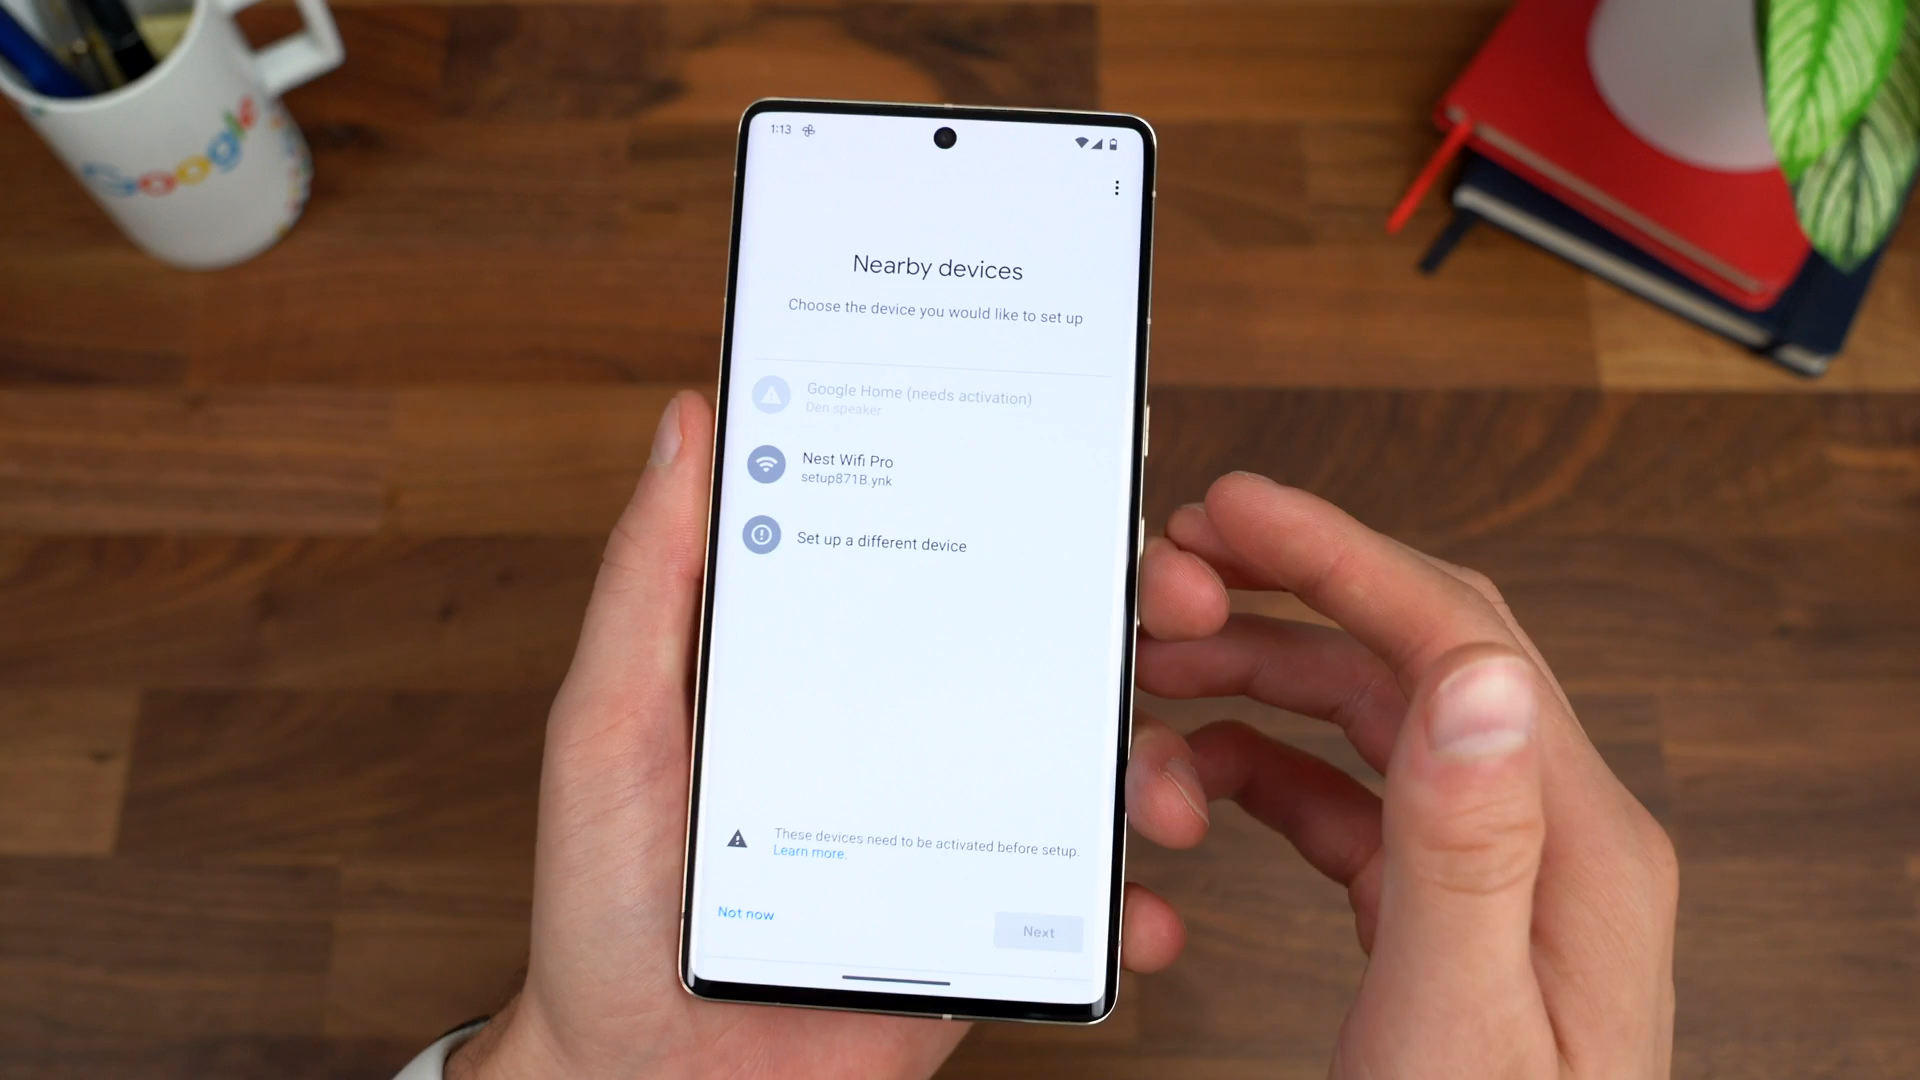 Google
1:13
Nearby devices
Choose the device you would like to set up
Google Home (needs activation)
Den speaker
Nest Wifi Pro
setup871B.ynk
Set up a different device
These devices need to be activated before setup.
Learn more.
Not now
Next